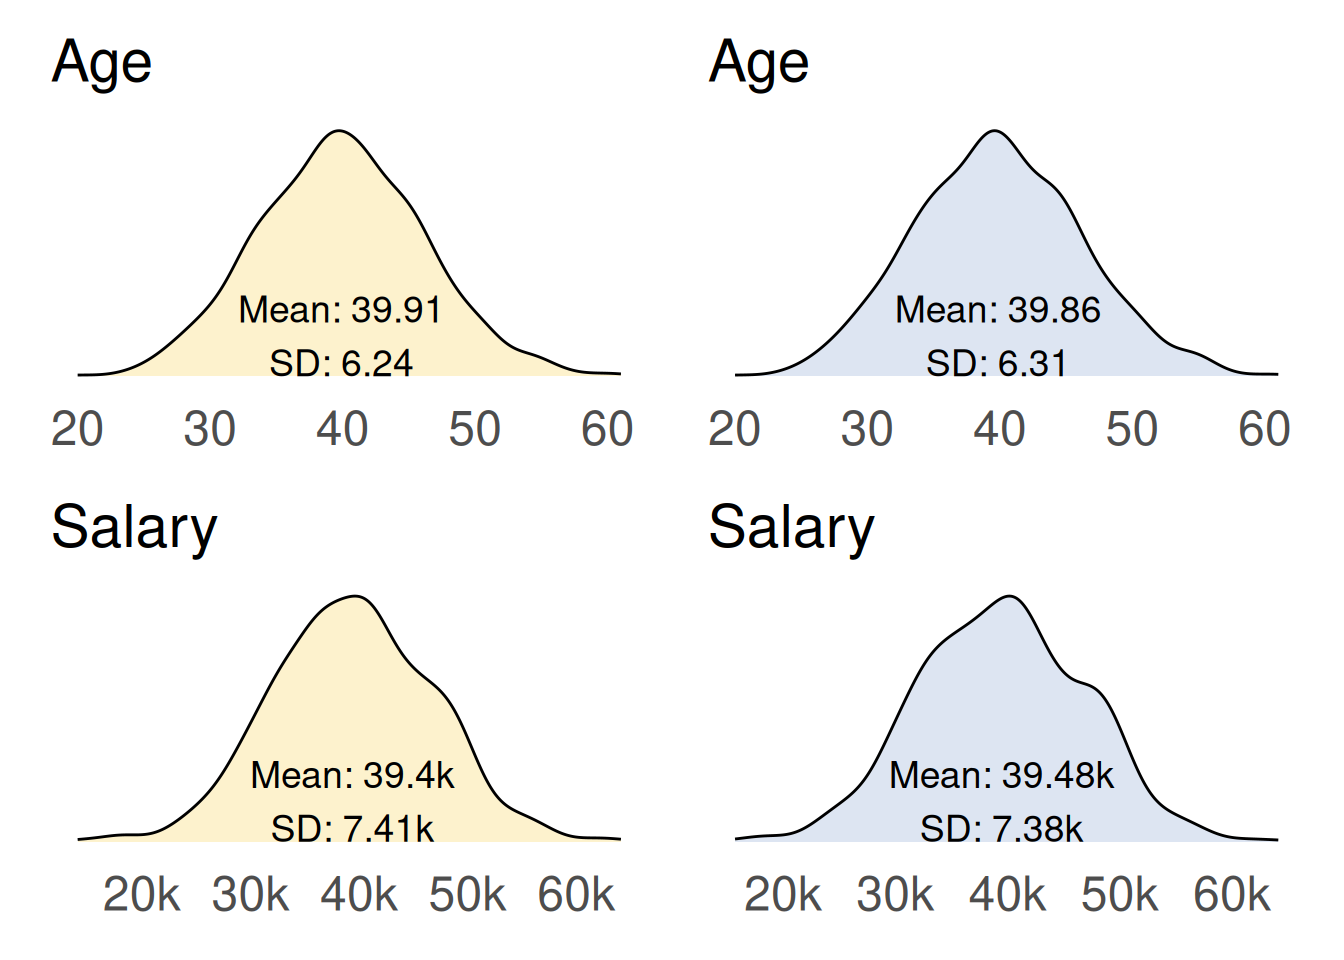 Age
Mean: 39.91
SD: 6.24
20 30 40 50 60
Age
Mean: 39.86
SD: 6.31
20 30 40 50 60
Salary
Mean: 39.4k
SD: 7.41k
20k 30k 40k 50k 60k
Salary
Mean: 39.48k
SD: 7.38k
20k 30k 40k 50k 60k